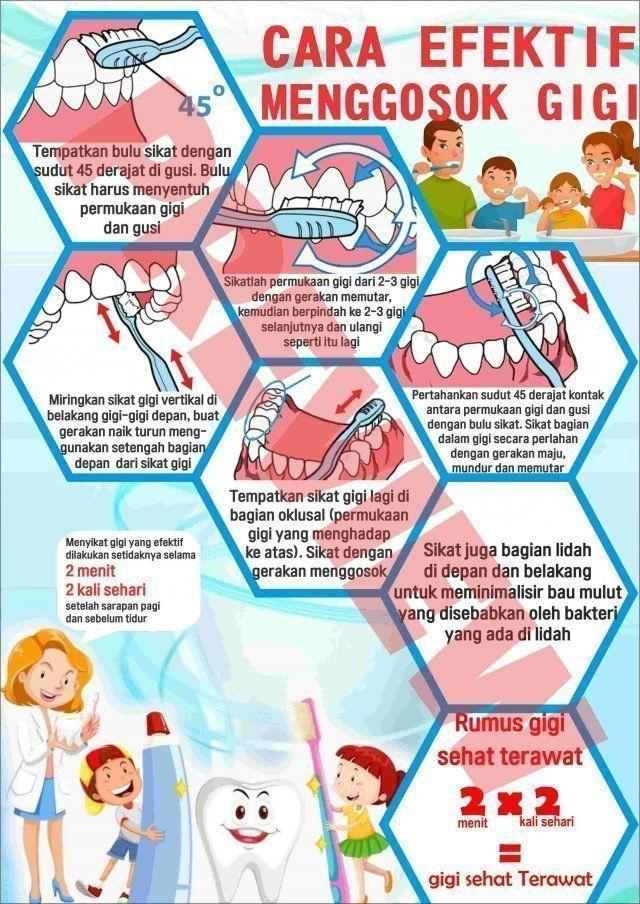 CARA EFEKTIF
MENGGOSOK GIGI
45°
Tempatkan bulu sikat dengan
sudut 45 derajat di gusi. Bulu
sikat harus menyentuh
permukaan gigi
dan gusi
Sikatlah permukaan gigi dari 2-3 gigi
dengan gerakan memutar,
kemudian berpindah ke 2-3 gigi
selanjutnya dan ulangi
seperti itu lagi
Miringkan sikat gigi vertikal di
belakang gigi-gigi depan, buat
gerakan naik turun meng-
gunakan setengah bagian
depan dari sikat gigi
Pertahankan sudut 45 derajat kontak
antara permukaan gigi dan gusi
dengan bulu sikat. Sikat bagian
dalam gigi secara perlahan
dengan gerakan maju,
mundur dan memutar
Tempatkan sikat gigi lagi di
bagian oklusal (permukaan
gigi yang menghadap
ke atas). Sikat dengan
gerakan menggosok
Sikat juga bagian lidah
di depan dan belakang
untuk meminimalisir bau mulut
yang disebabkan oleh bakteri
yang ada di lidah
Menyikat gigi yang efektif
dilakukan setidaknya selama
2 menit
2 kali sehari
setelah sarapan pagi
dan sebelum tidur
Rumus gigi
sehat terawat
2 x 2
menit kali sehari
=
gigi sehat Terawat
PREVIEW